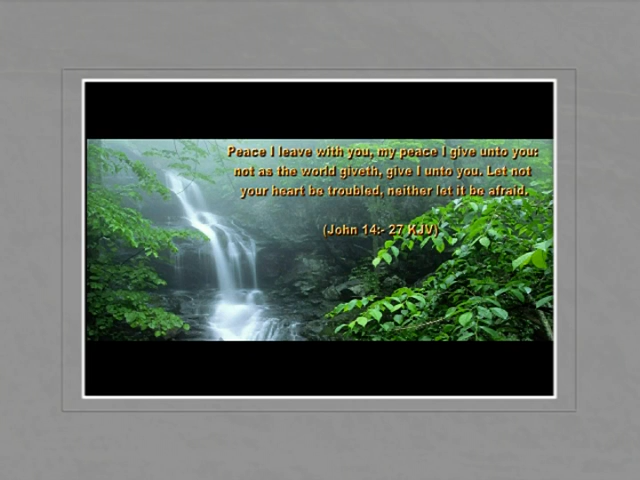 Peace I leave with you, my peace I give unto you:
not as the world giveth, give I unto you. Let not
your heart be troubled, neither let it be afraid.
(John 14:- 27 KJV)